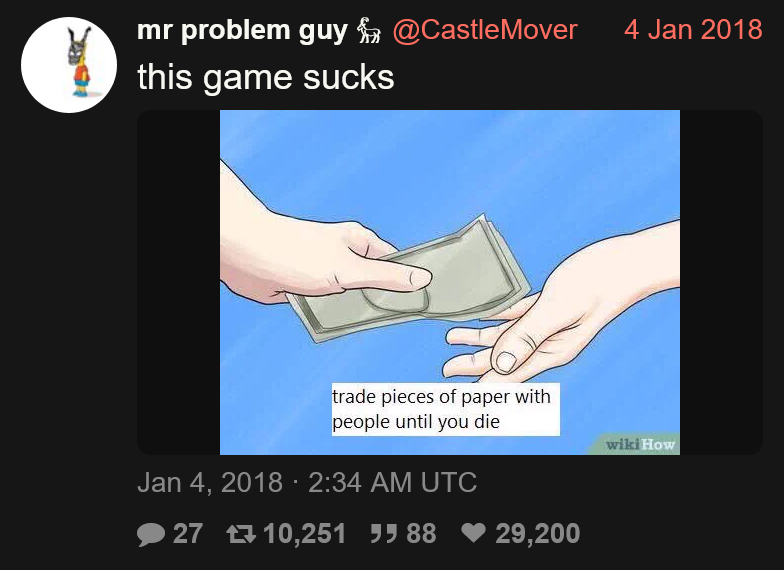 mr problem guy 🐐 @CastleMover 4 Jan 2018
this game sucks
trade pieces of paper with
people until you die
wikiHow
Jan 4, 2018 · 2:34 AM UTC
27 10,251 88 29,200